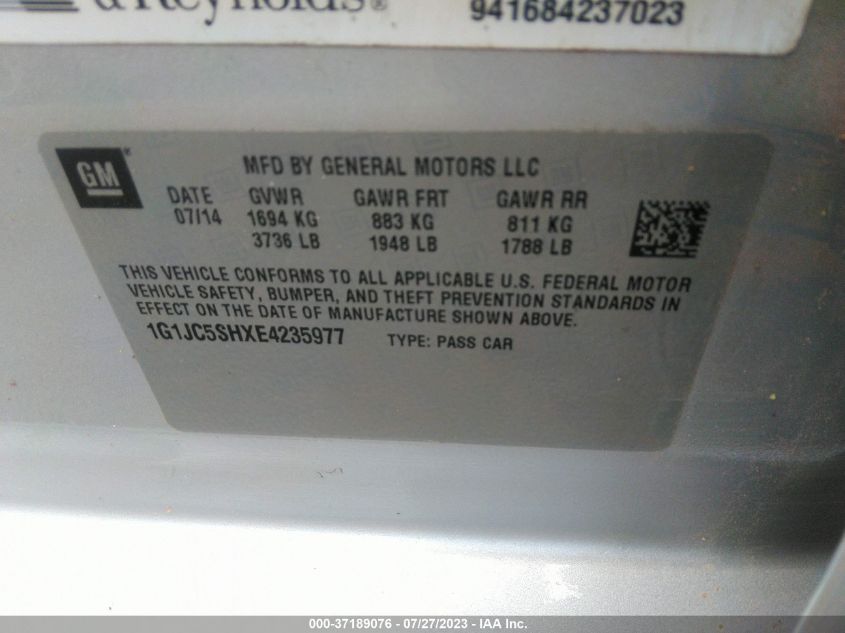 & Reynolds®
941684237023
GM
MFD BY GENERAL MOTORS LLC
DATE GVWR GAWR FRT GAWR RR
07/14 1694 KG 883 KG 811 KG
3736 LB 1948 LB 1788 LB
THIS VEHICLE CONFORMS TO ALL APPLICABLE U.S. FEDERAL MOTOR
VEHICLE SAFETY, BUMPER, AND THEFT PREVENTION STANDARDS IN
EFFECT ON THE DATE OF MANUFACTURE SHOWN ABOVE.
1G1JC5SHXE4235977 TYPE: PASS CAR
000-37189076 - 07/27/2023 - IAA Inc.